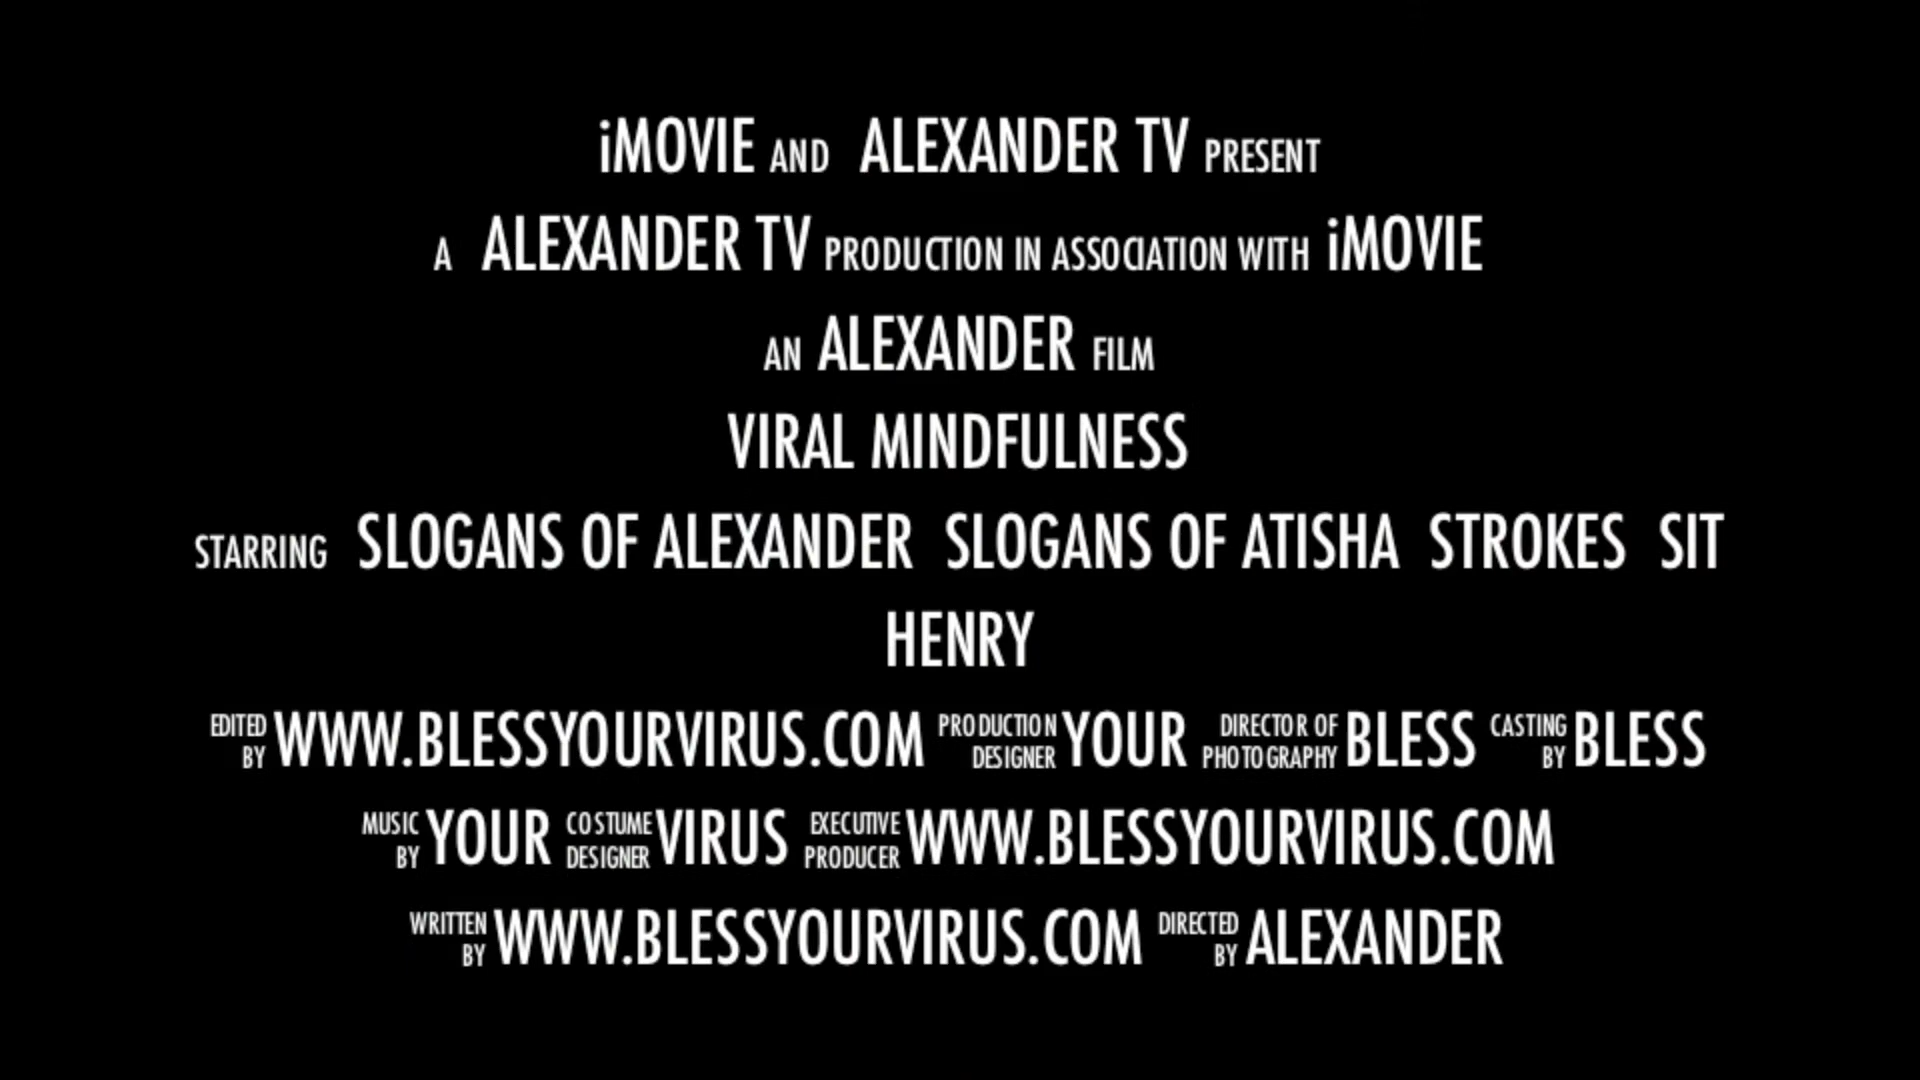 iMOVIE AND ALEXANDER TV PRESENT
A ALEXANDER TV PRODUCTION IN ASSOCIATION WITH iMOVIE
AN ALEXANDER FILM
VIRAL MINDFULNESS
STARRING SLOGANS OF ALEXANDER SLOGANS OF ATISHA STROKES SIT
HENRY
EDITED BY WWW.BLESSYOURVIRUS.COM PRODUCTION DESIGNER YOUR DIRECTOR OF PHOTOGRAPHY BLESS CASTING BY BLESS
MUSIC BY YOUR COSTUME DESIGNER VIRUS EXECUTIVE PRODUCER WWW.BLESSYOURVIRUS.COM
WRITTEN BY WWW.BLESSYOURVIRUS.COM DIRECTED BY ALEXANDER